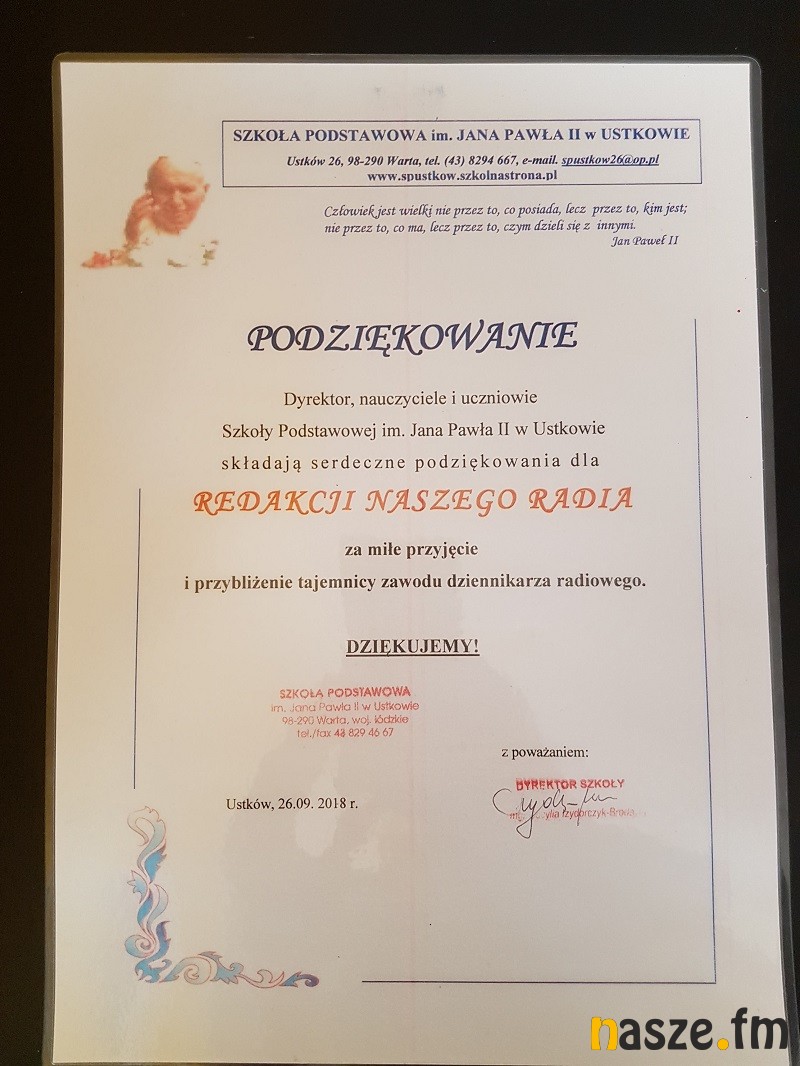 SZKOŁA PODSTAWOWA im. JANA PAWŁA II w USTKOWIE
Ustków 26, 98-290 Warta, tel. (43) 8294 667, e-mail. spustkow26@op.pl
www.spustkow.szkolnastrona.pl
Człowiek jest wielki nie przez to, co posiada, lecz przez to, kim jest;
nie przez to, co ma, lecz przez to, czym dzieli się z innymi.
Jan Paweł II
PODZIĘKOWANIE
Dyrektor, nauczyciele i uczniowie
Szkoły Podstawowej im. Jana Pawła II w Ustkowie
składają serdeczne podziękowania dla
REDAKCJI NASZEGO RADIA
za miłe przyjęcie
i przybliżenie tajemnicy zawodu dziennikarza radiowego.
DZIĘKUJEMY!
SZKOŁA PODSTAWOWA
im. Jana Pawła II w Ustkowie
98-290 Warta, woj. łódzkie
tel./fax 43 829 46 67
z poważaniem:
DYREKTOR SZKOŁY
Ustków, 26.09. 2018 r.
nasze.fm